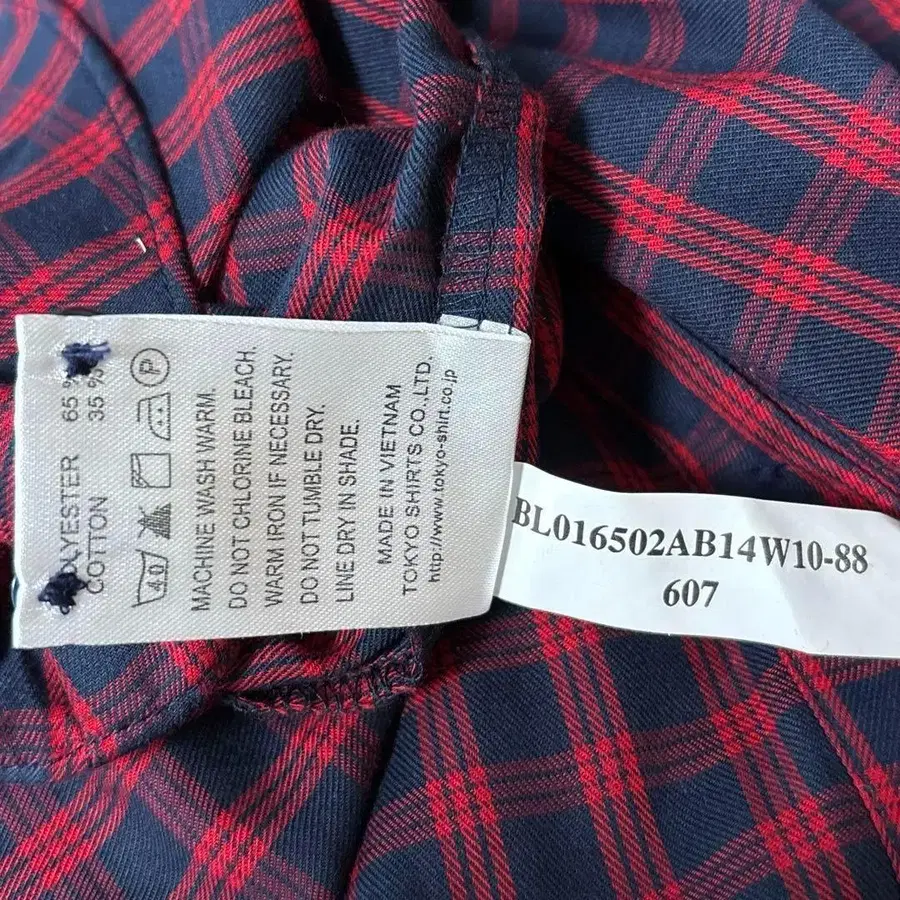 POLYESTER 65 %
COTTON 35 %
40
P
MACHINE WASH WARM.
DO NOT CHLORINE BLEACH.
WARM IRON IF NECESSARY.
DO NOT TUMBLE DRY.
LINE DRY IN SHADE.
MADE IN VIETNAM
TOKYO SHIRTS CO.,LTD.
http://www.tokyo-shirt.co.jp
BL016502AB14W10-88
607